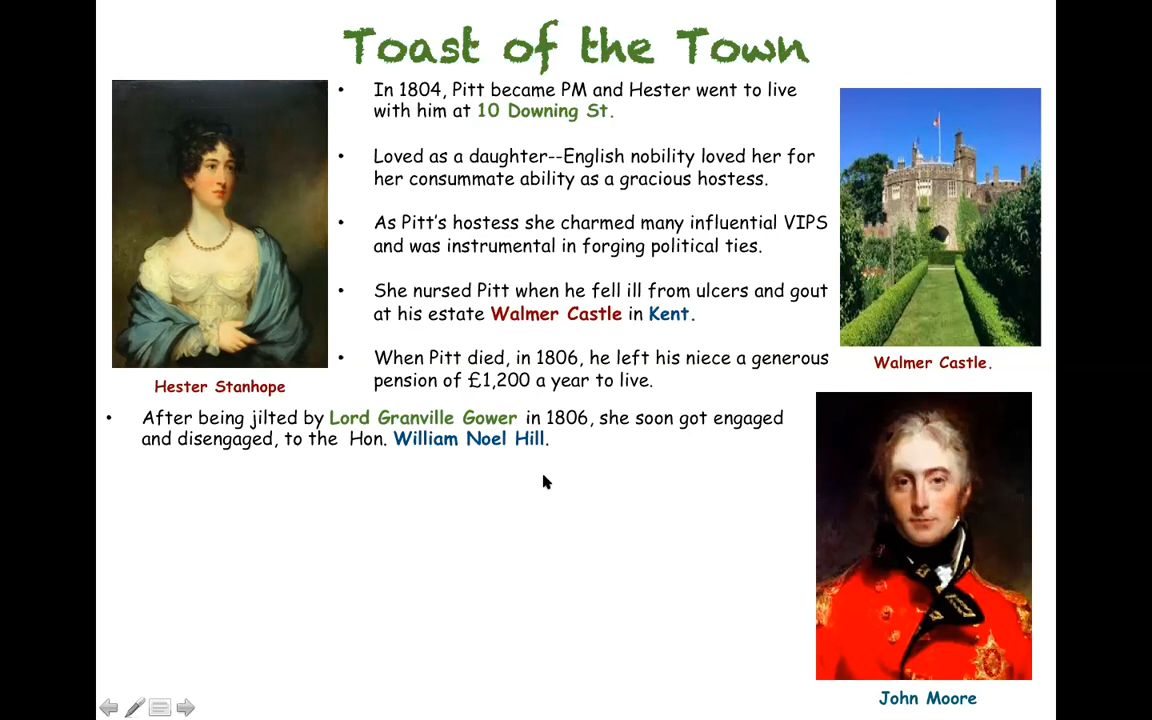 Toast of the Town
• In 1804, Pitt became PM and Hester went to live
with him at 10 Downing St.
• Loved as a daughter--English nobility loved her for
her consummate ability as a gracious hostess.
• As Pitt's hostess she charmed many influential VIPS
and was instrumental in forging political ties.
• She nursed Pitt when he fell ill from ulcers and gout
at his estate Walmer Castle in Kent.
• When Pitt died, in 1806, he left his niece a generous
pension of £1,200 a year to live.
Hester Stanhope
Walmer Castle.
• After being jilted by Lord Granville Gower in 1806, she soon got engaged
and disengaged, to the Hon. William Noel Hill.
John Moore